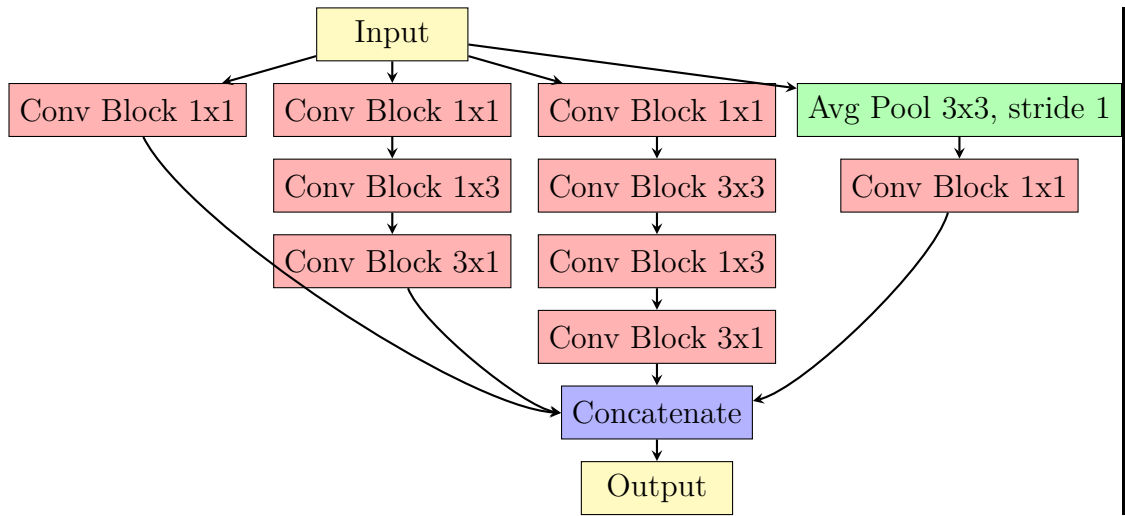 Input
Conv Block 1x1
Conv Block 1x1
Conv Block 1x1
Avg Pool 3x3, stride 1
Conv Block 1x3
Conv Block 3x3
Conv Block 1x1
Conv Block 3x1
Conv Block 1x3
Conv Block 3x1
Concatenate
Output